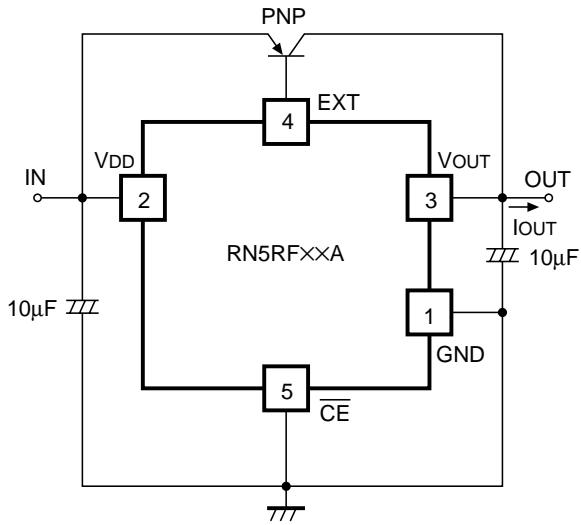 PNP
4
EXT
VDD
VOUT
IN
2
3
OUT
IOUT
RN5RF××A
10μF
10μF
1
GND
5
CE